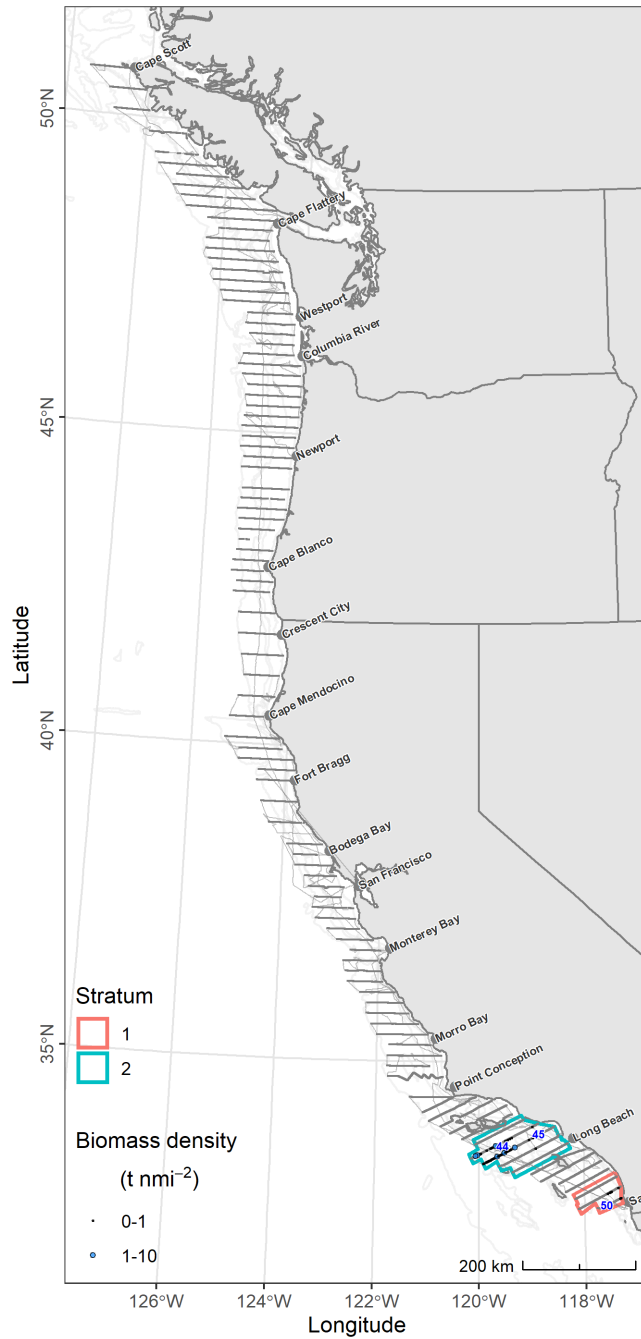 Cape Scott
50°N
Cape Flattery
Westport
Columbia River
45°N
Newport
Cape Blanco
Crescent City
Latitude
Cape Mendocino
40°N
Fort Bragg
Bodega Bay
San Francisco
Monterey Bay
Stratum
1
2
35°N
Morro Bay
Point Conception
Biomass density
(t nmi−2)
0-1
1-10
45
44
Long Beach
50
Sa
200 km
126°W
124°W
122°W
120°W
118°W
Longitude